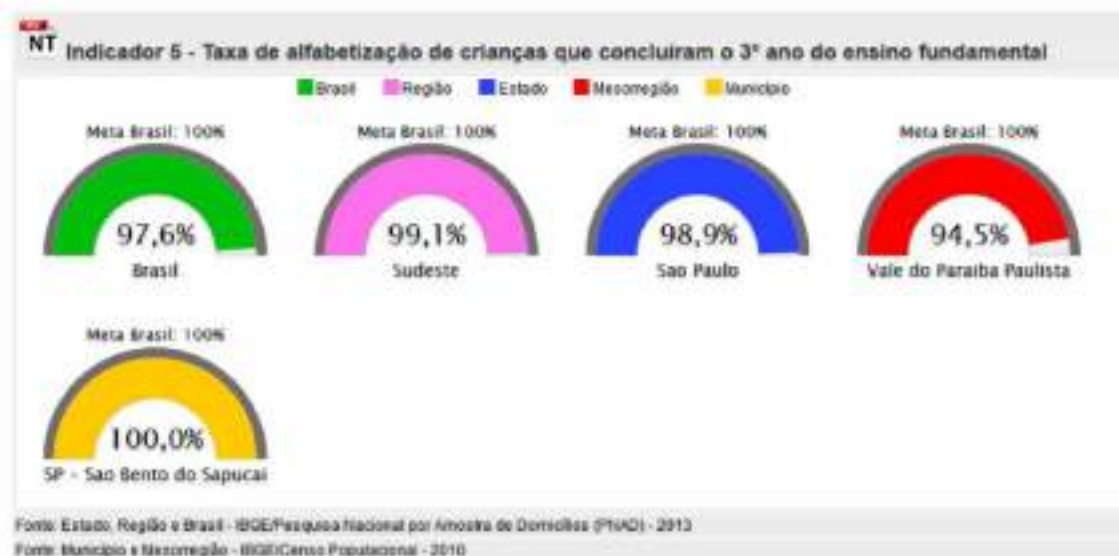 NT Indicador 5 - Taxa de alfabetização de crianças que concluíram o 3º ano do ensino fundamental
Brasil Região Estado Mesorregião Município
Meta Brasil: 100% Meta Brasil: 100% Meta Brasil: 100% Meta Brasil: 100%
97,6% 99,1% 98,9% 94,5%
Brasil Sudeste Sao Paulo Vale do Paraiba Paulista
Meta Brasil: 100%
100,0%
SP - Sao Bento do Sapucai
Fonte: Estado, Região e Brasil - IBGE/Pesquisa Nacional por Amostra de Domicílios (PNAD) - 2013
Fonte: Município e Mesorregião - IBGE/Censo Populacional - 2010